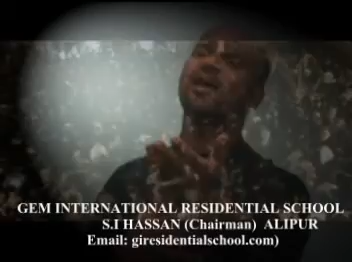 GEM INTERNATIONAL RESIDENTIAL SCHOOL
S.I HASSAN (Chairman) ALIPUR
Email: giresidentialschool.com)